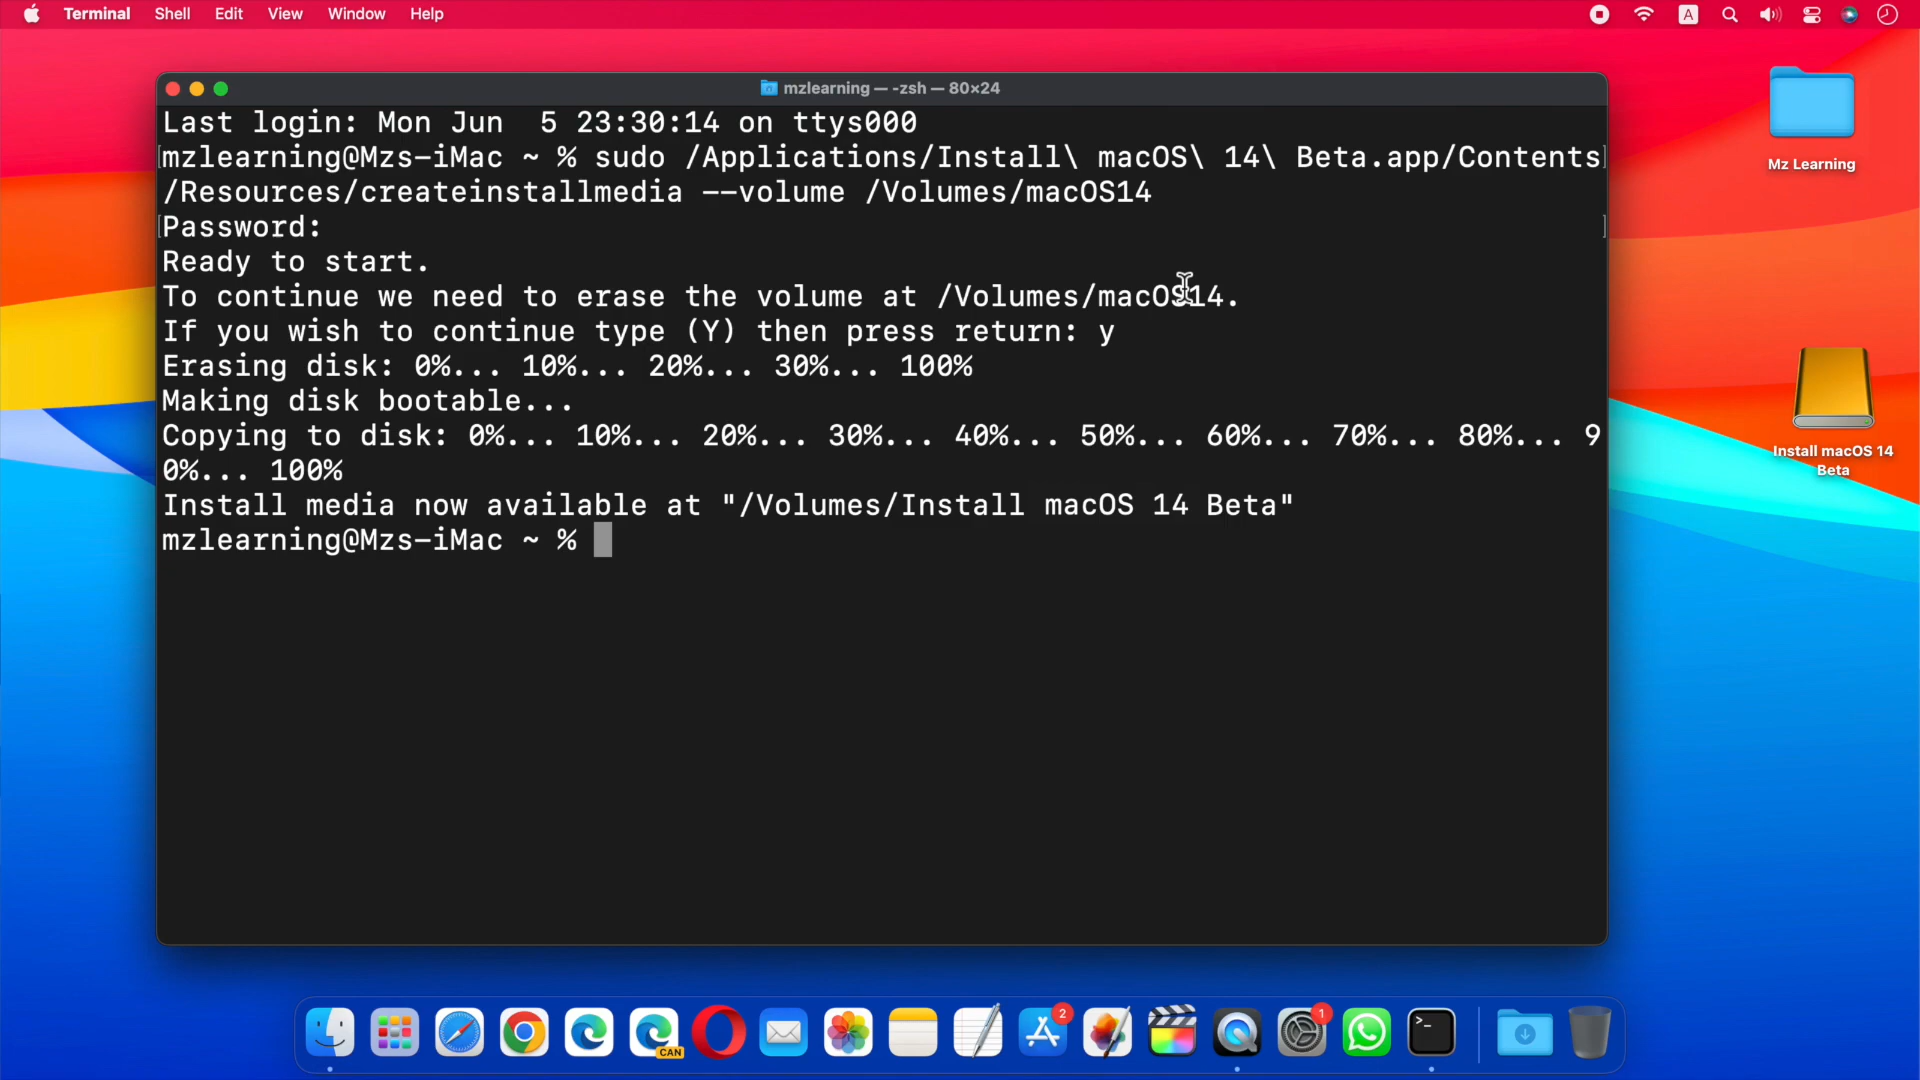 Terminal Shell Edit View Window Help A
mzlearning — -zsh — 80×24
Last login: Mon Jun  5 23:30:14 on ttys000
[mzlearning@Mzs-iMac ~ % sudo /Applications/Install\ macOS\ 14\ Beta.app/Contents]
/Resources/createinstallmedia --volume /Volumes/macOS14
[Password: ]
Ready to start.
To continue we need to erase the volume at /Volumes/macOS14.
If you wish to continue type (Y) then press return: y
Erasing disk: 0%... 10%... 20%... 30%... 100%
Making disk bootable...
Copying to disk: 0%... 10%... 20%... 30%... 40%... 50%... 60%... 70%... 80%... 9
0%... 100%
Install media now available at "/Volumes/Install macOS 14 Beta"
mzlearning@Mzs-iMac ~ %
Mz Learning
Install macOS 14
Beta
CAN
2
1
>_